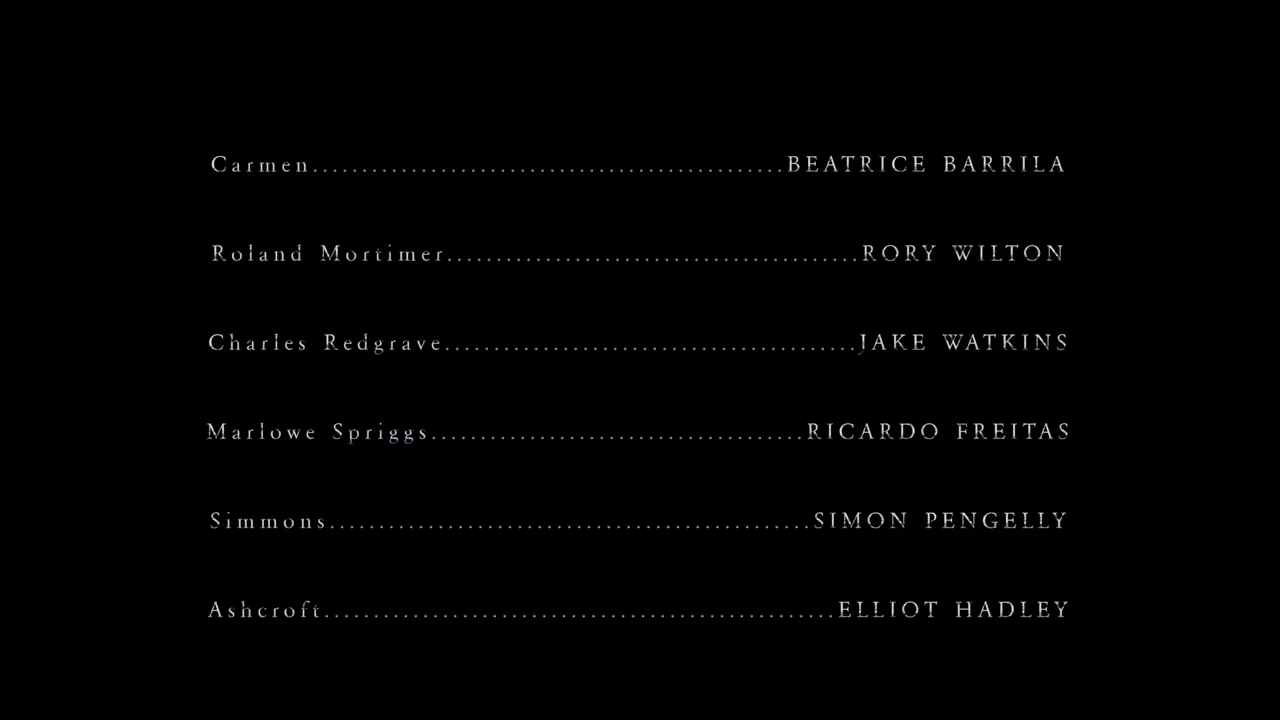 Carmen................................................BEATRICE BARRILA
Roland Mortimer..........................................RORY WILTON
Charles Redgrave..........................................JAKE WATKINS
Marlowe Spriggs......................................RICARDO FREITAS
Simmons.................................................SIMON PENGELLY
Ashcroft....................................................ELLIOT HADLEY